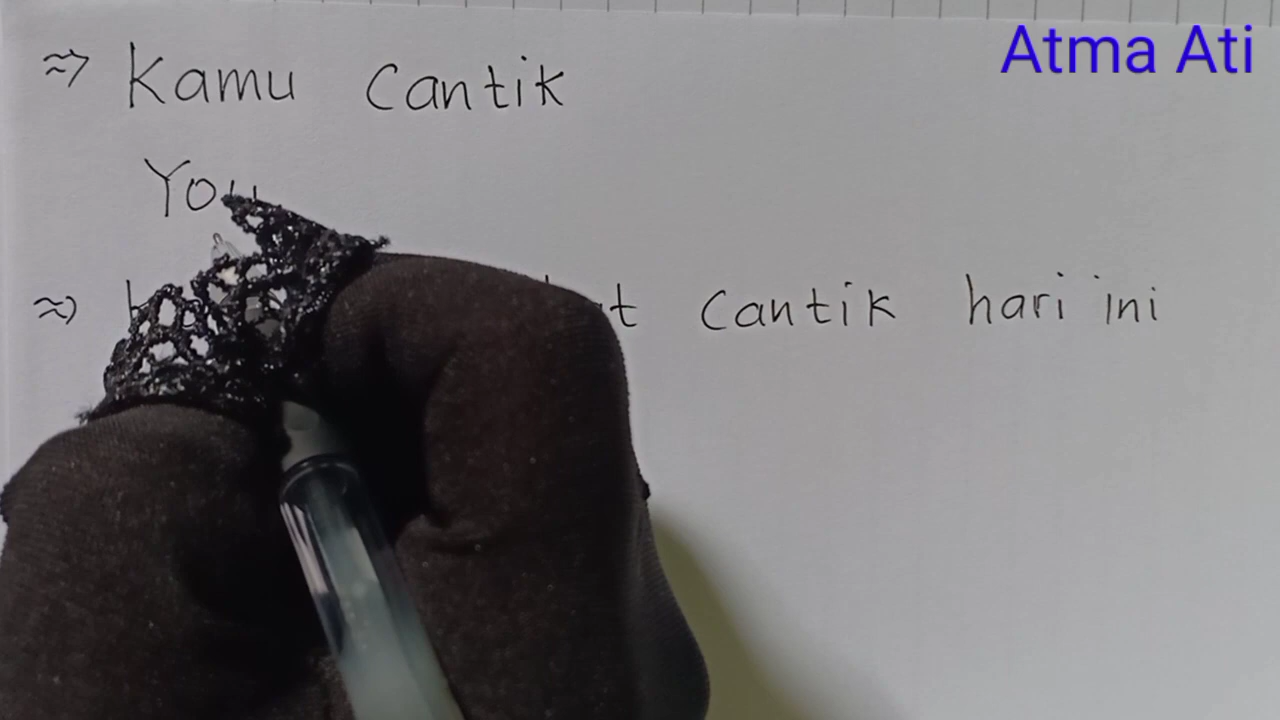 Atma Ati
⇒ Kamu Cantik
You
⇒ Cantik hari ini